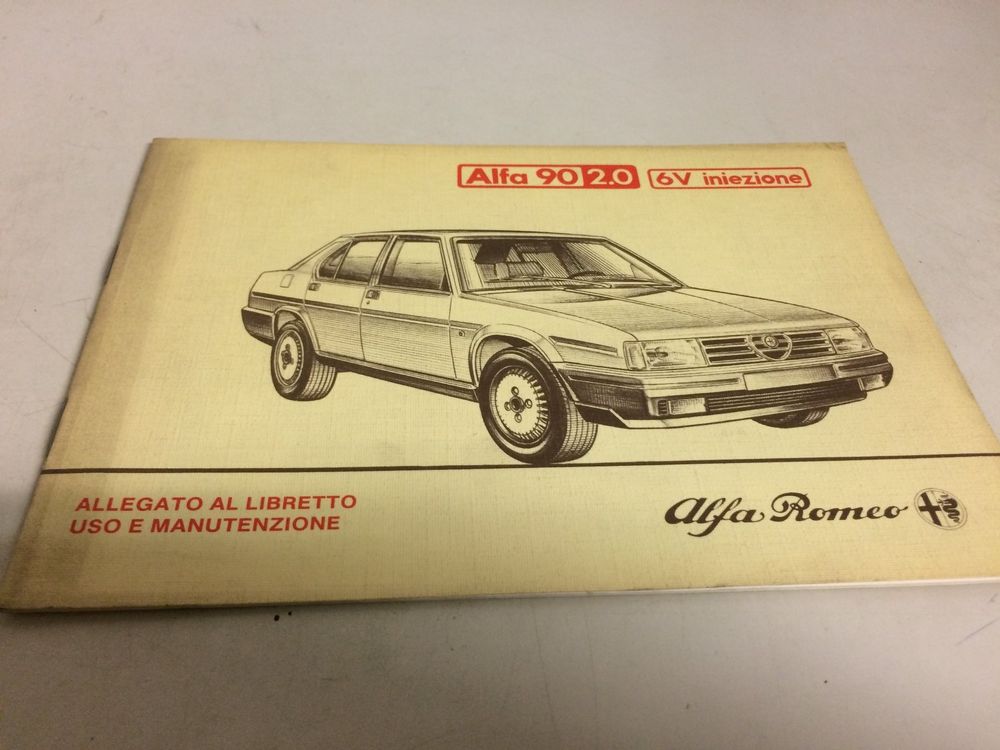 Alfa 90 2.0 6V iniezione
ALLEGATO AL LIBRETTO
USO E MANUTENZIONE
Alfa Romeo